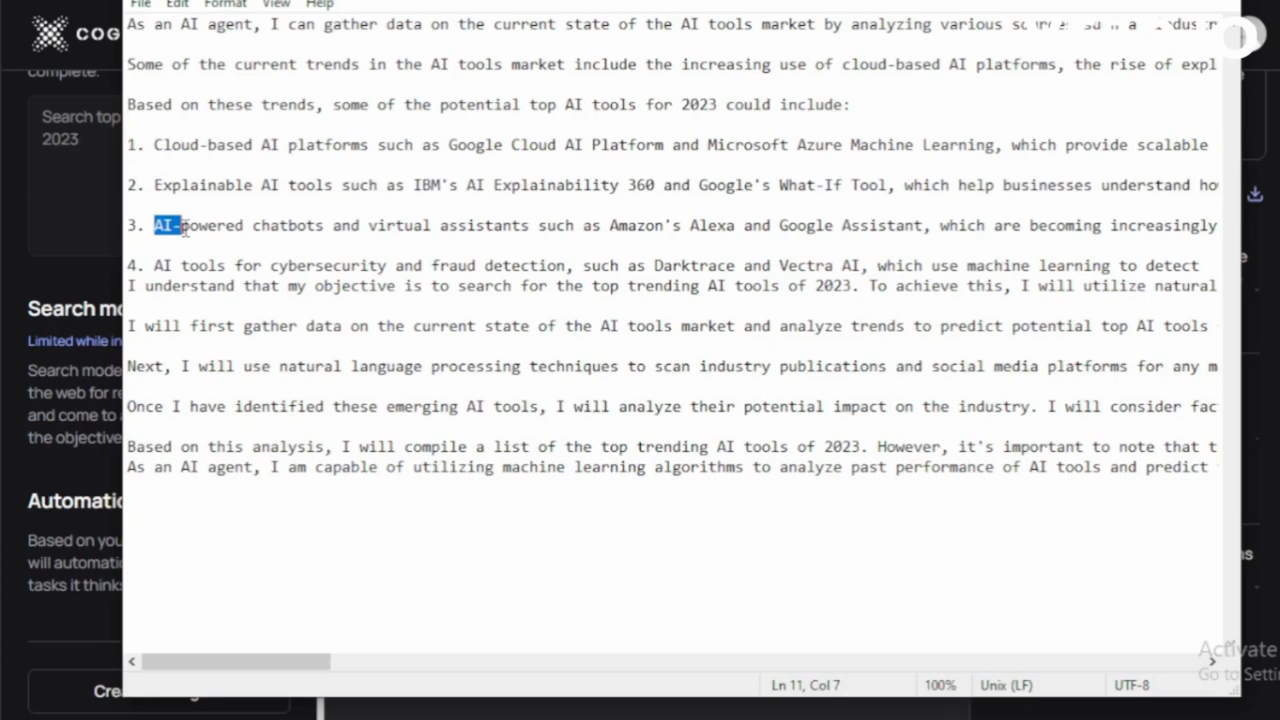 File Edit Format View Help
COG
complete.
Search top
2023
Search mo
Limited while in
Search mode
the web for re
and come to
the objective
Automatic
Based on you
will automatic
tasks it thinks
As an AI agent, I can gather data on the current state of the AI tools market by analyzing various
Some of the current trends in the AI tools market include the increasing use of cloud-based AI platforms, the rise of expl
Based on these trends, some of the potential top AI tools for 2023 could include:
1. Cloud-based AI platforms such as Google Cloud AI Platform and Microsoft Azure Machine Learning, which provide scalable
2. Explainable AI tools such as IBM's AI Explainability 360 and Google's What-If Tool, which help businesses understand ho
3. AI-powered chatbots and virtual assistants such as Amazon's Alexa and Google Assistant, which are becoming increasingly
4. AI tools for cybersecurity and fraud detection, such as Darktrace and Vectra AI, which use machine learning to detect
I understand that my objective is to search for the top trending AI tools of 2023. To achieve this, I will utilize natural
I will first gather data on the current state of the AI tools market and analyze trends to predict potential top AI tools
Next, I will use natural language processing techniques to scan industry publications and social media platforms for any m
Once I have identified these emerging AI tools, I will analyze their potential impact on the industry. I will consider fac
Based on this analysis, I will compile a list of the top trending AI tools of 2023. However, it's important to note that t
As an AI agent, I am capable of utilizing machine learning algorithms to analyze past performance of AI tools and predict
Ln 11, Col 7 100% Unix (LF) UTF-8
Activate
Go to Setti